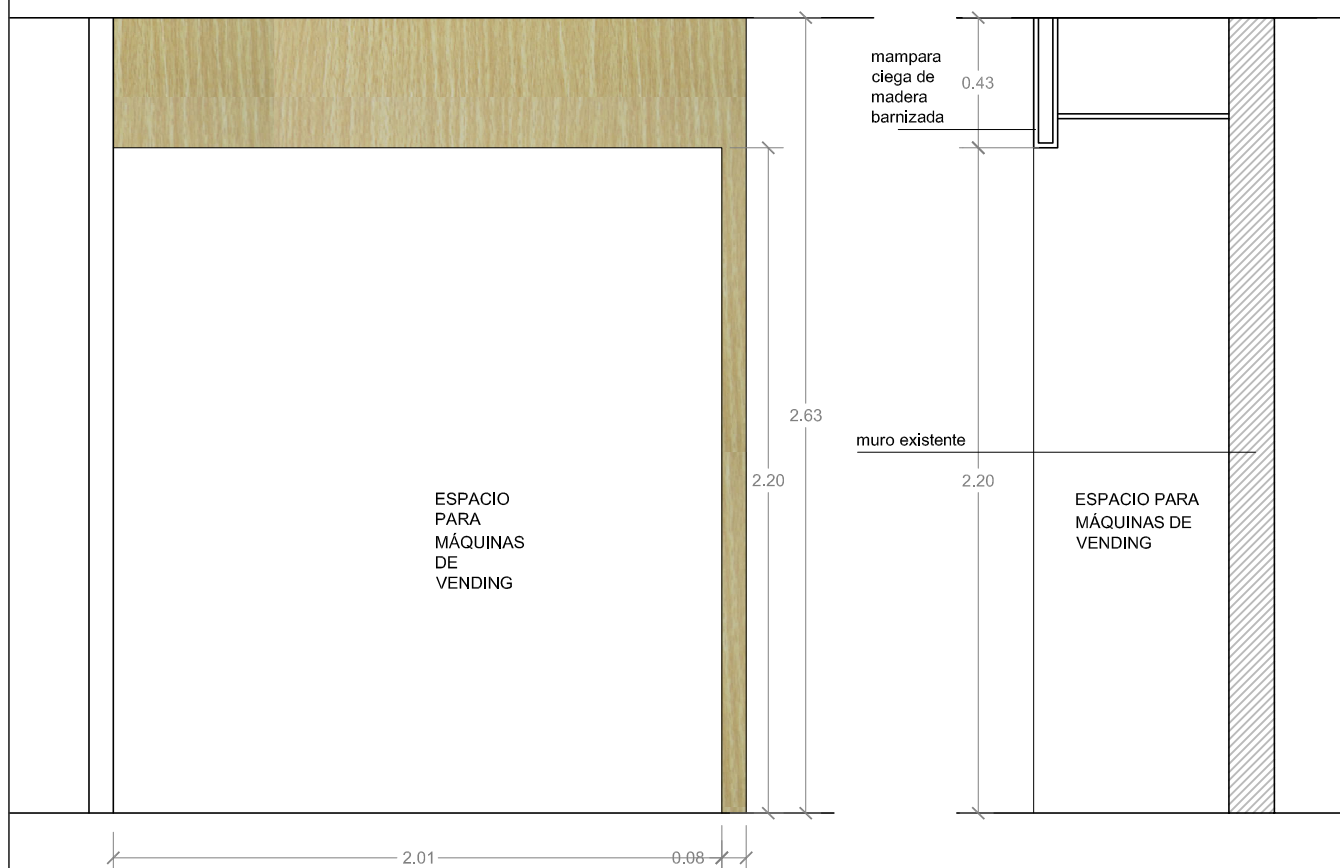 mampara
ciega de
madera
barnizada
0.43
2.63
muro existente
2.20
2.20
ESPACIO
PARA
MÁQUINAS
DE
VENDING
ESPACIO PARA
MÁQUINAS DE
VENDING
2.01
0.08